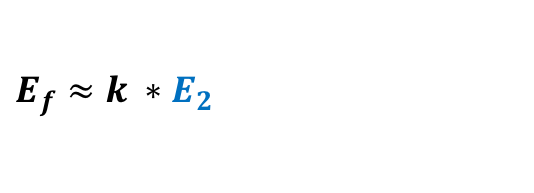 E_f ≈ k * E_2